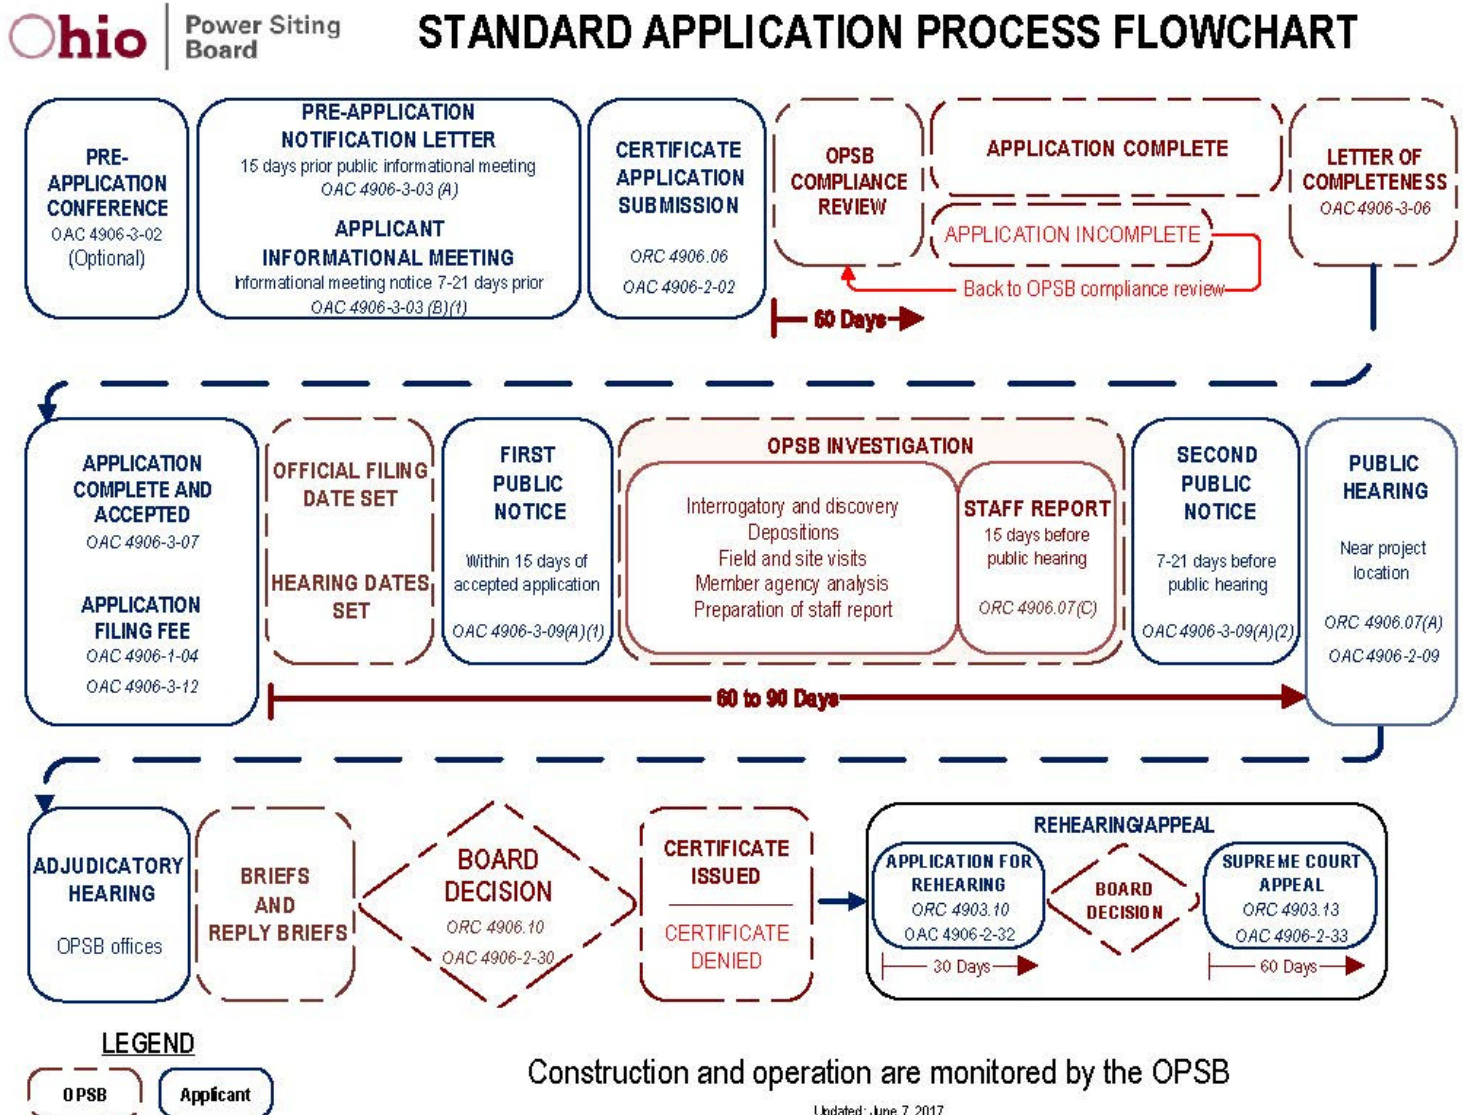 Ohio
Power Siting
Board
STANDARD APPLICATION PROCESS FLOWCHART
PRE-
APPLICATION
CONFERENCE
OAC 4906-3-02
(Optional)
PRE-APPLICATION
NOTIFICATION LETTER
15 days prior public informational meeting
OAC 4906-3-03 (A)
APPLICANT
INFORMATIONAL MEETING
Informational meeting notice 7-21 days prior
OAC 4906-3-03 (B)(1)
CERTIFICATE
APPLICATION
SUBMISSION
ORC 4906.06
OAC 4906-2-02
OPSB
COMPLIANCE
REVIEW
APPLICATION COMPLETE
APPLICATION INCOMPLETE
Back to OPSB compliance review
60 Days
LETTER OF
COMPLETENESS
OAC 4906-3-06
APPLICATION
COMPLETE AND
ACCEPTED
OAC 4906-3-07
APPLICATION
FILING FEE
OAC 4906-1-04
OAC 4906-3-12
OFFICIAL FILING
DATE SET
HEARING DATES
SET
FIRST
PUBLIC
NOTICE
Within 15 days of
accepted application
OAC 4906-3-09(A)(1)
OPSB INVESTIGATION
Interrogatory and discovery
Depositions
Field and site visits
Member agency analysis
Preparation of staff report
STAFF REPORT
15 days before
public hearing
ORC 4906.07(C)
SECOND
PUBLIC
NOTICE
7-21 days before
public hearing
OAC 4906-3-09(A)(2)
PUBLIC
HEARING
Near project
location
ORC 4906.07(A)
OAC 4906-2-09
60 to 90 Days
ADJUDICATORY
HEARING
OPSB offices
BRIEFS
AND
REPLY BRIEFS
BOARD
DECISION
ORC 4906.10
OAC 4906-2-30
CERTIFICATE
ISSUED
CERTIFICATE
DENIED
REHEARING/APPEAL
APPLICATION FOR
REHEARING
ORC 4903.10
OAC 4906-2-32
30 Days
BOARD
DECISION
SUPREME COURT
APPEAL
ORC 4903.13
OAC 4906-2-33
60 Days
LEGEND
OPSB
Applicant
Construction and operation are monitored by the OPSB
Updated: June 7, 2017